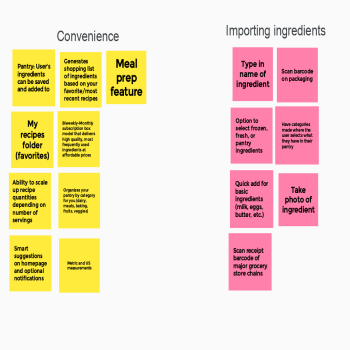 Convenience
Pantry: User's
ingredients
can be saved
and added to
Generates
shopping list
of ingredients
based on your
favorite/most
recent recipes
Meal
prep
feature
My
recipes
folder
(favorites)
Biweekly-Monthly
subscription box
model that delivers
high quality, most
frequently used
ingredients at
affordable prices
Ability to scale
up recipe
quantities
depending on
number of
servings
Organizes your
pantry by category
for you (dairy,
meats, baking,
fruits, veggies)
Smart
suggestions
on homepage
and optional
notifications
Metric and US
measurements
Importing ingredients
Type in
name of
ingredient
Scan barcode
on packaging
Option to
select frozen,
fresh, or
pantry
ingredients
Have categories
made where the
user selects what
they have in their
pantry
Quick add for
basic
ingredients
(milk, eggs,
butter, etc.)
Take
photo of
ingredient
Scan receipt
barcode of
major grocery
store chains